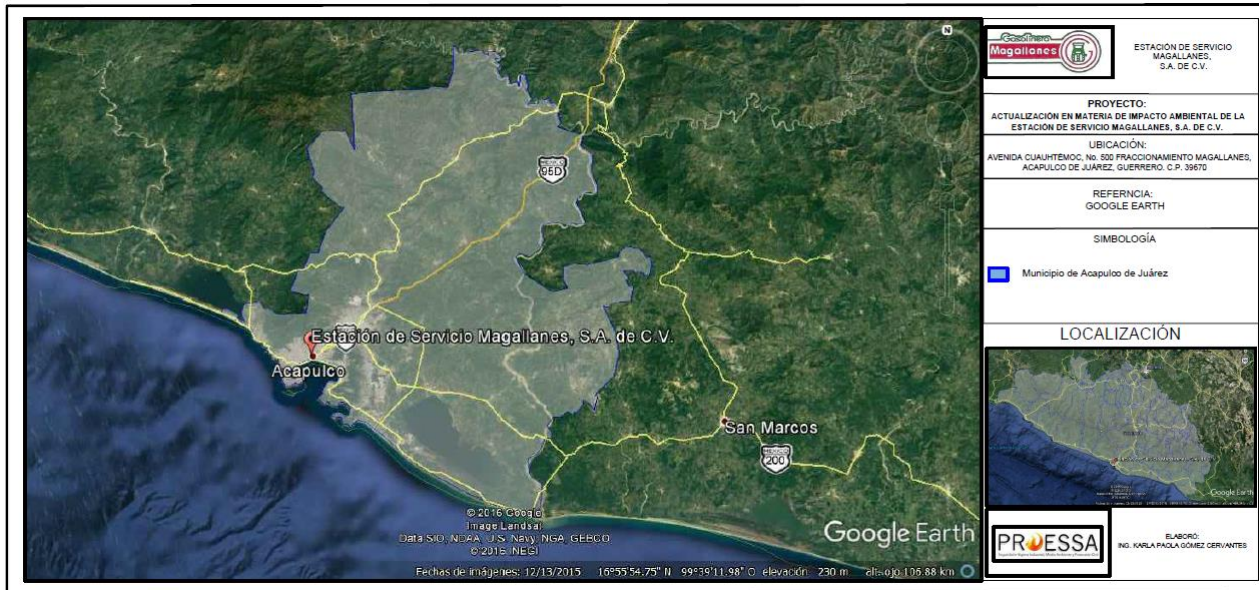 MEXICO
95D
Estación de Servicio Magallanes, S.A. de C.V.
Acapulco
San Marcos
MEXICO
200
© 2016 Google
Image Landsat
Data SIO, NOAA, U.S. Navy, NGA, GEBCO
© 2016 INEGI
Google Earth
Fechas de imágenes: 12/13/2015 16°55'54.75" N 99°39'11.98" O elevación 230 m alt. ojo 106.88 km
N
Gasolinera
Magallanes
ESTACIÓN DE SERVICIO
MAGALLANES,
S.A. DE C.V.
PROYECTO:
ACTUALIZACIÓN EN MATERIA DE IMPACTO AMBIENTAL DE LA
ESTACIÓN DE SERVICIO MAGALLANES, S.A. DE C.V.
UBICACIÓN:
AVENIDA CUAUHTÉMOC, No. 500 FRACCIONAMIENTO MAGALLANES,
ACAPULCO DE JUÁREZ, GUERRERO. C.P. 39670
REFERNCIA:
GOOGLE EARTH
SIMBOLOGÍA
Municipio de Acapulco de Juárez
LOCALIZACIÓN
Google Earth
PROESSA
ELABORÓ:
ING. KARLA PAOLA GÓMEZ CERVANTES